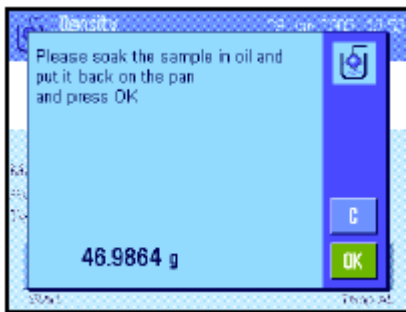 Density
Please soak the sample in oil and
put it back on the pan
and press OK
C
46.9864 g
OK
Start